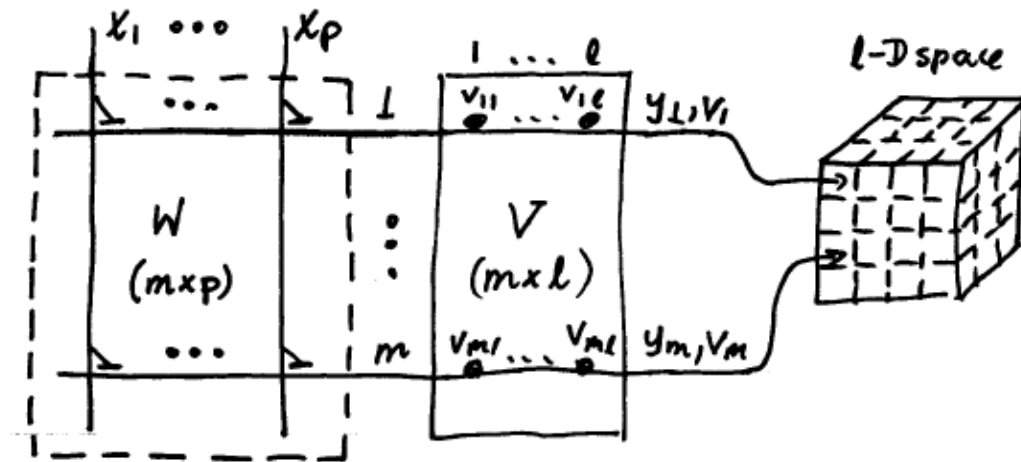 x₁ ... xₚ
1 ... l
l-D space
... 1 v₁₁ ... v₁ₗ y₁,v₁
W ⋮ V
(m×p) (m×l)
... m vₘ₁ ... vₘₗ yₘ,vₘ